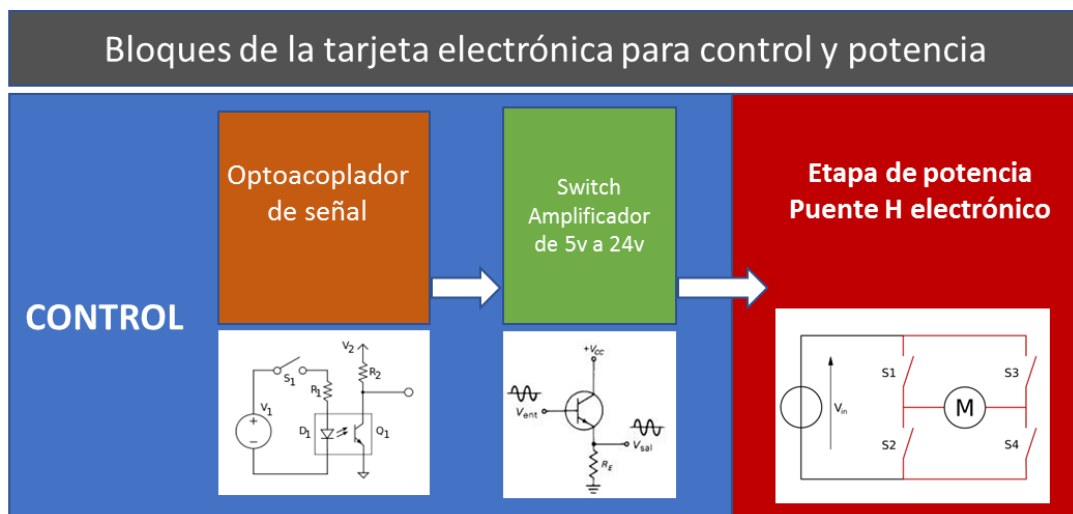 Bloques de la tarjeta electrónica para control y potencia
CONTROL
Optoacoplador
de señal
Switch
Amplificador
de 5v a 24v
Etapa de potencia
Puente H electrónico
V2
S1
R1
R2
V1
+
−
D1
Q1
+Vcc
Vent
Vsal
RE
Vin
S1
S3
M
S2
S4